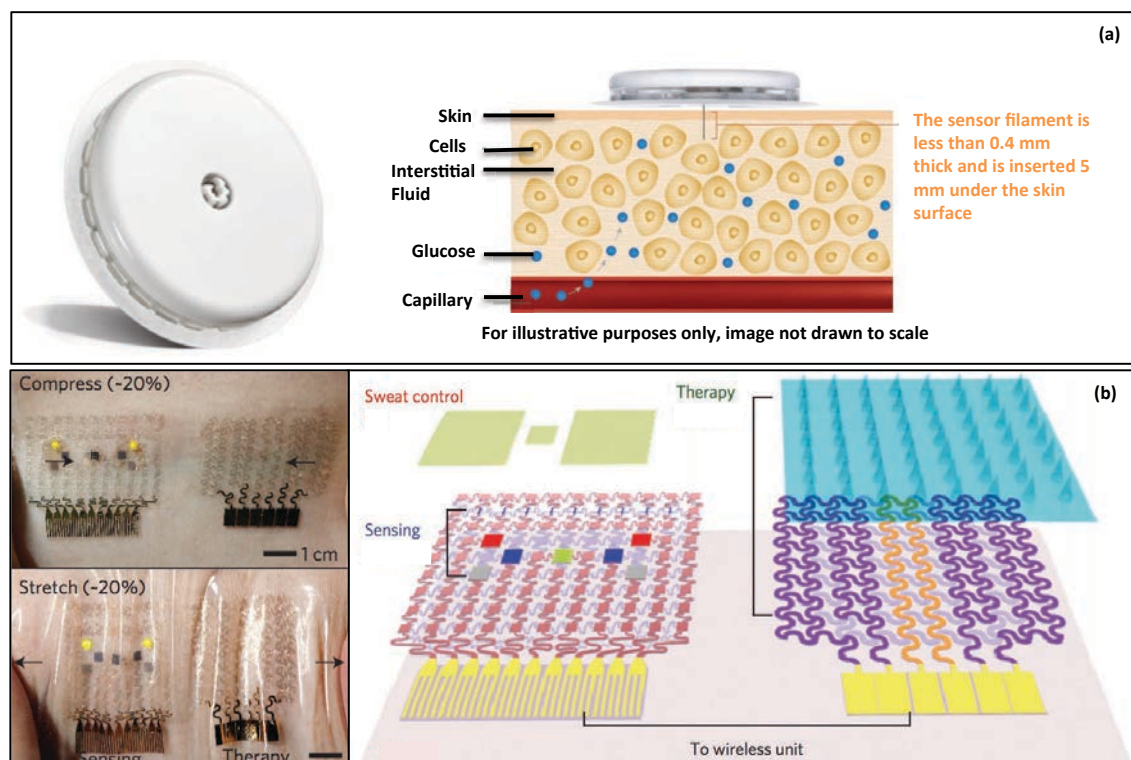 (a)
Skin
Cells
Interstitial
Fluid
Glucose
Capillary
The sensor filament is
less than 0.4 mm
thick and is inserted 5
mm under the skin
surface
For illustrative purposes only, image not drawn to scale
Compress (-20%)
1 cm
Stretch (-20%)
Sensing
Therapy
(b)
Sweat control
Therapy
Sensing
To wireless unit